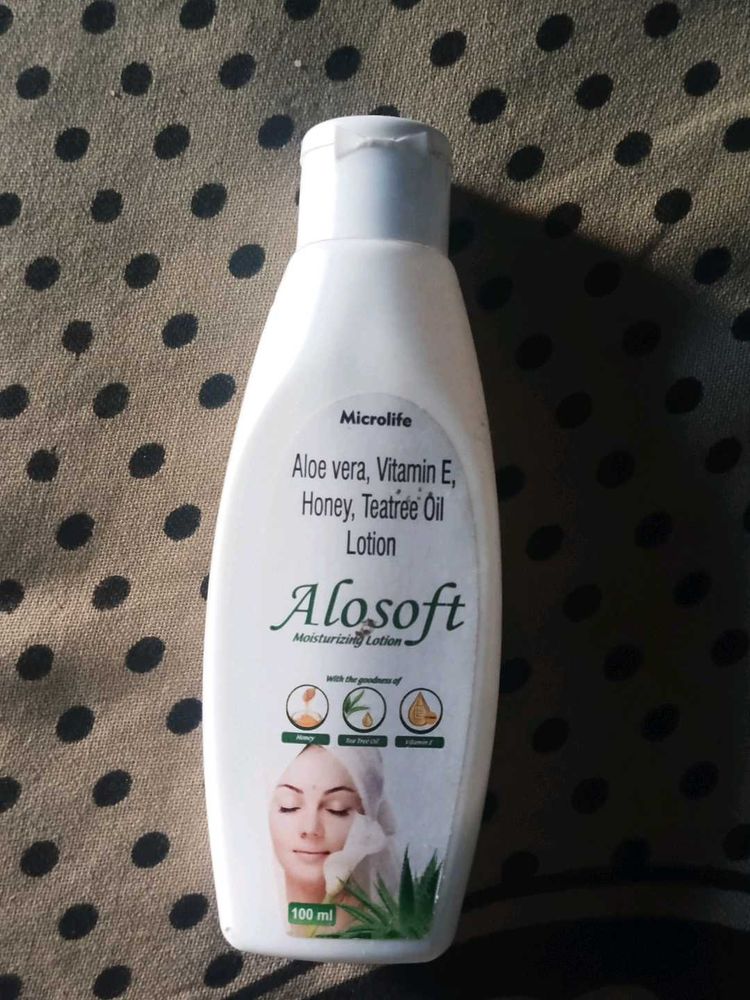 Microlife
Aloe vera, Vitamin E,
Honey, Teatree Oil
Lotion
Alosoft
Moisturizing Lotion
With the goodness of
Honey
Tea Tree Oil
Vitamin E
100 ml